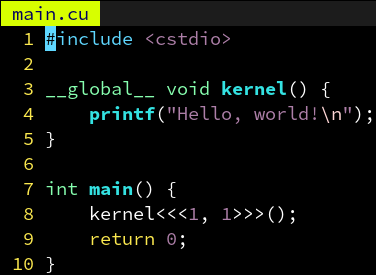 main.cu
1 #include <cstdio>
2
3 __global__ void kernel() {
4     printf("Hello, world!\n");
5 }
6
7 int main() {
8     kernel<<<1, 1>>>();
9     return 0;
10 }